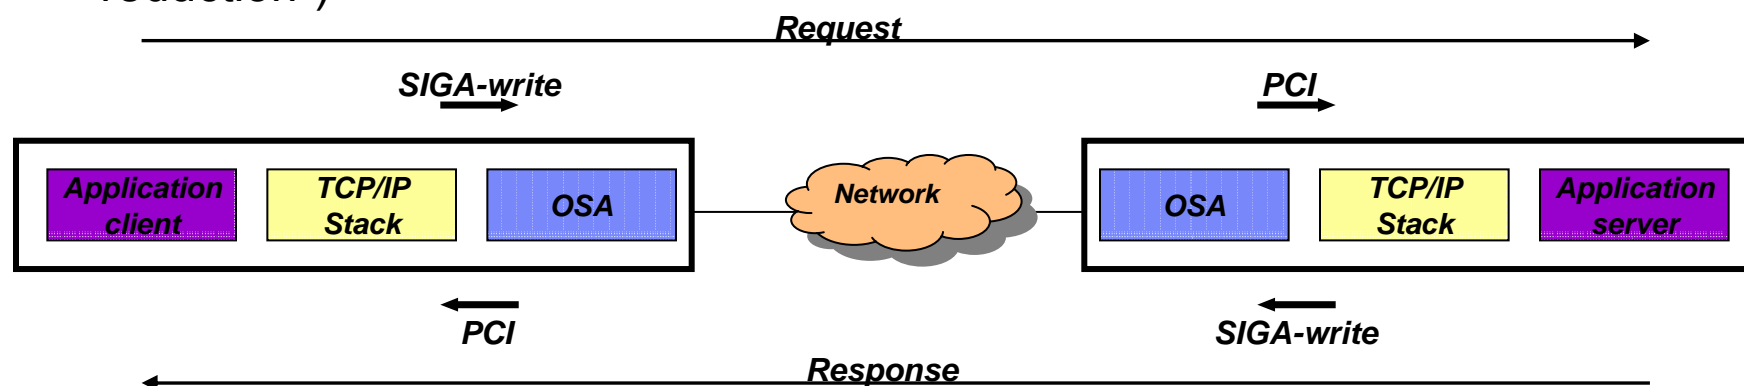 roduction")
Request
SIGA-write
PCI
Application
client
TCP/IP
Stack
OSA
Network
OSA
TCP/IP
Stack
Application
server
PCI
SIGA-write
Response